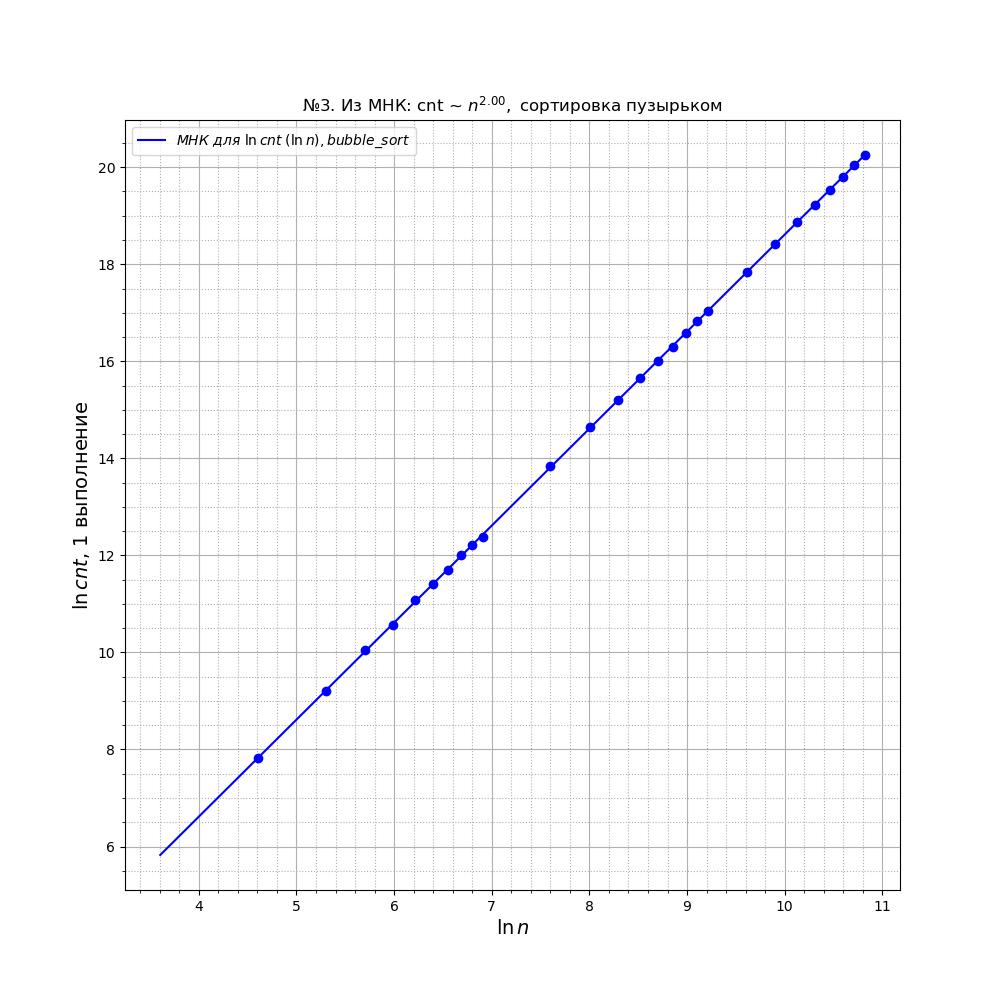 №3. Из МНК: cnt ~ n^2.00, сортировка пузырьком
МНК для ln cnt (ln n), bubble_sort
ln cnt, 1 выполнение
20
18
16
14
12
10
8
6
4 5 6 7 8 9 10 11
ln n